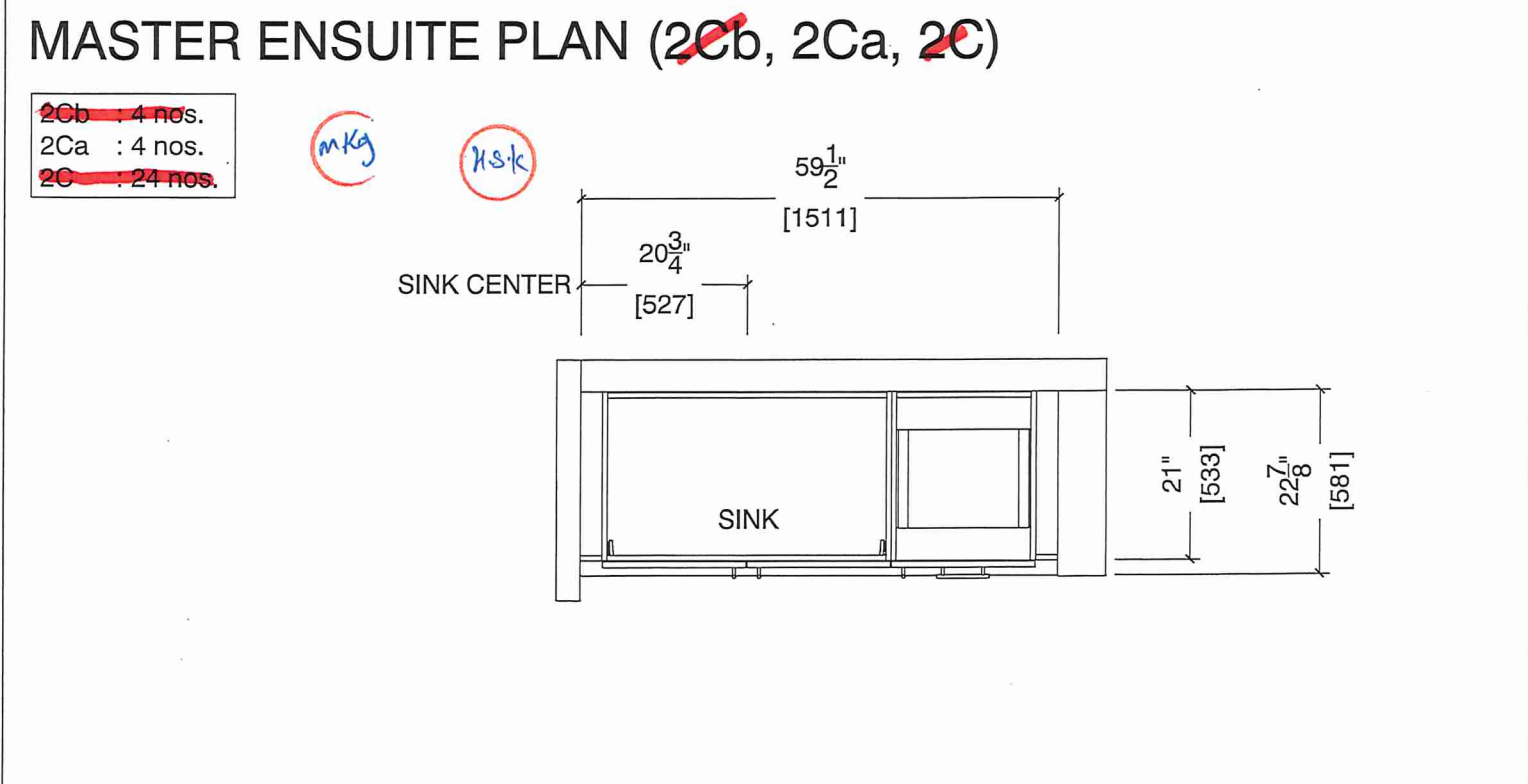 MASTER ENSUITE PLAN (2Cb, 2Ca, 2C)
2Cb : 4 nos.
2Ca : 4 nos.
2C : 24 nos.
mKg
H.S.K
59 1/2"
[1511]
20 3/4"
SINK CENTER
[527]
SINK
21"
[533]
22 7/8"
[581]